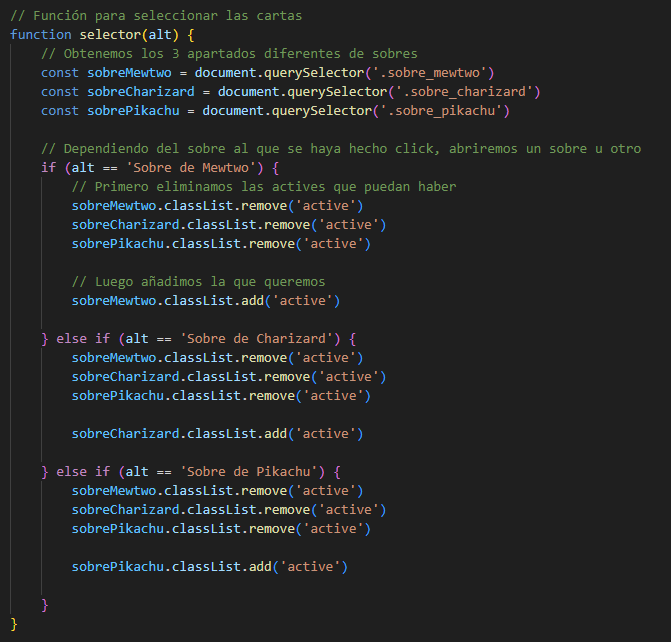 // Función para seleccionar las cartas
function selector(alt) {
// Obtenemos los 3 apartados diferentes de sobres
const sobreMewtwo = document.querySelector('.sobre_mewtwo')
const sobreCharizard = document.querySelector('.sobre_charizard')
const sobrePikachu = document.querySelector('.sobre_pikachu')
// Dependiendo del sobre al que se haya hecho click, abriremos un sobre u otro
if (alt == 'Sobre de Mewtwo') {
// Primero eliminamos las actives que puedan haber
sobreMewtwo.classList.remove('active')
sobreCharizard.classList.remove('active')
sobrePikachu.classList.remove('active')
// Luego añadimos la que queremos
sobreMewtwo.classList.add('active')
} else if (alt == 'Sobre de Charizard') {
sobreMewtwo.classList.remove('active')
sobreCharizard.classList.remove('active')
sobrePikachu.classList.remove('active')
sobreCharizard.classList.add('active')
} else if (alt == 'Sobre de Pikachu') {
sobreMewtwo.classList.remove('active')
sobreCharizard.classList.remove('active')
sobrePikachu.classList.remove('active')
sobrePikachu.classList.add('active')
}
}